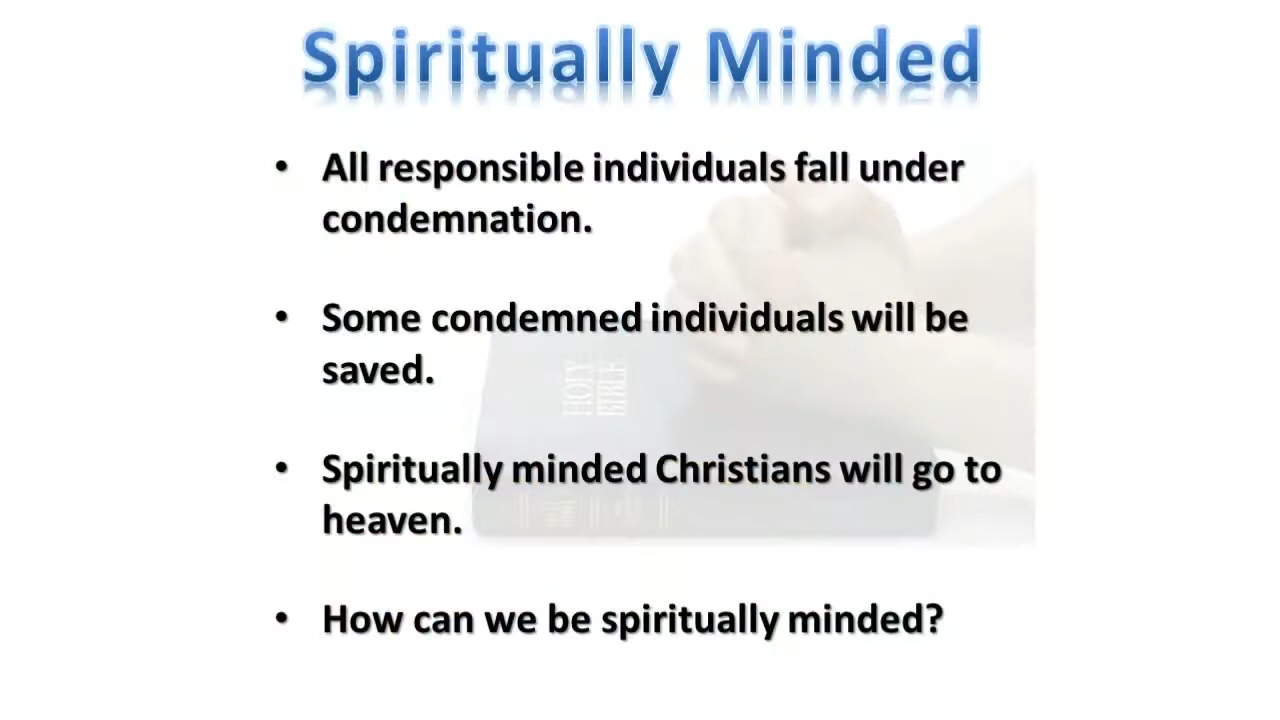 Spiritually Minded
• All responsible individuals fall under
condemnation.
• Some condemned individuals will be
saved.
HOLY
BIBLE
• Spiritually minded Christians will go to
heaven.
• How can we be spiritually minded?